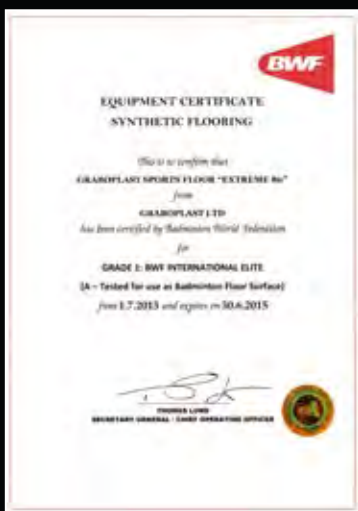 BWF
EQUIPMENT CERTIFICATE
SYNTHETIC FLOORING
This is to confirm that
GRABOPLAST SPORTS FLOOR "EXTREME 80"
from
GRABOPLAST LTD
has been certified by Badminton World Federation
for
GRADE 1: BWF INTERNATIONAL ELITE
(A – Tested for use as Badminton Floor Surface)
from 1.7.2013 and expires on 30.6.2015
THOMAS LUND
SECRETARY GENERAL / CHIEF OPERATING OFFICER